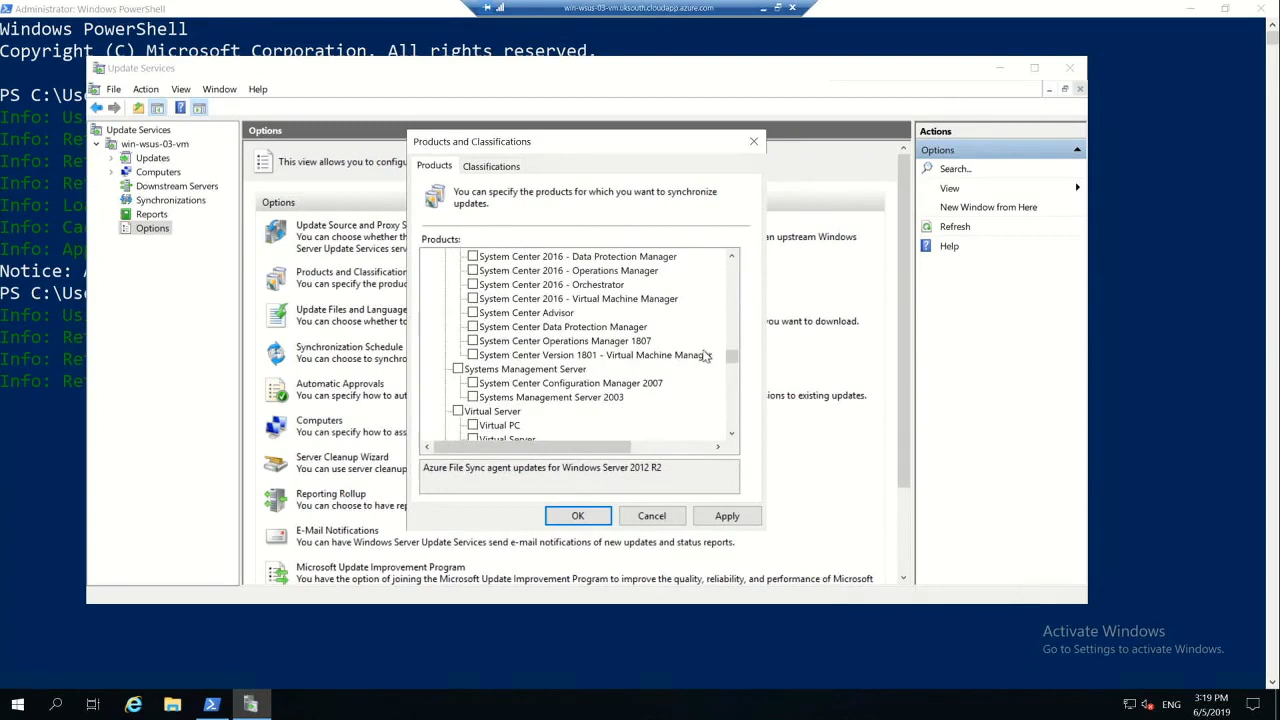 Administrator: Windows PowerShell
win-wsus-03-vm.uksouth.cloudapp.azure.com
Windows PowerShell
Copyright (C) Microsoft Corporation. All rights reserved.
Update Services
File Action View Window Help
PS C:\Us
Info: Us
Info: Re
Info: Re
Info: Re
Info: Lo
Info: Ca
Info: Ap
Notice: A
PS C:\Us
Info: Us
Info: Re
Info: Re
Info: Re
Update Services
win-wsus-03-vm
Updates
Computers
Downstream Servers
Synchronizations
Reports
Options
Options
This view allows you to configu
Options
Update Source and Proxy S
You can choose whether th
an upstream Windows
Server Update Services serv
Products and Classification
You can specify the produc
Update Files and Language
You can choose whether to
you want to download.
Synchronization Schedule
You can choose to synchro
Automatic Approvals
You can specify how to aut
sions to existing updates.
Computers
You can specify how to ass
Server Cleanup Wizard
You can use server cleanup
Reporting Rollup
You can choose to have rep
E-Mail Notifications
You can have Windows Server Update Services send e-mail notifications of new updates and status reports.
Microsoft Update Improvement Program
You have the option of joining the Microsoft Update Improvement Program to improve the quality, reliability, and performance of Microsoft
Products and Classifications
Products Classifications
You can specify the products for which you want to synchronize
updates.
Products:
System Center 2016 - Data Protection Manager
System Center 2016 - Operations Manager
System Center 2016 - Orchestrator
System Center 2016 - Virtual Machine Manager
System Center Advisor
System Center Data Protection Manager
System Center Operations Manager 1807
System Center Version 1801 - Virtual Machine Manager
Systems Management Server
System Center Configuration Manager 2007
Systems Management Server 2003
Virtual Server
Virtual PC
Virtual Server
Azure File Sync agent updates for Windows Server 2012 R2
OK Cancel Apply
Actions
Options
Search...
View
New Window from Here
Refresh
Help
Activate Windows
Go to Settings to activate Windows.
ENG
3:19 PM
6/5/2019